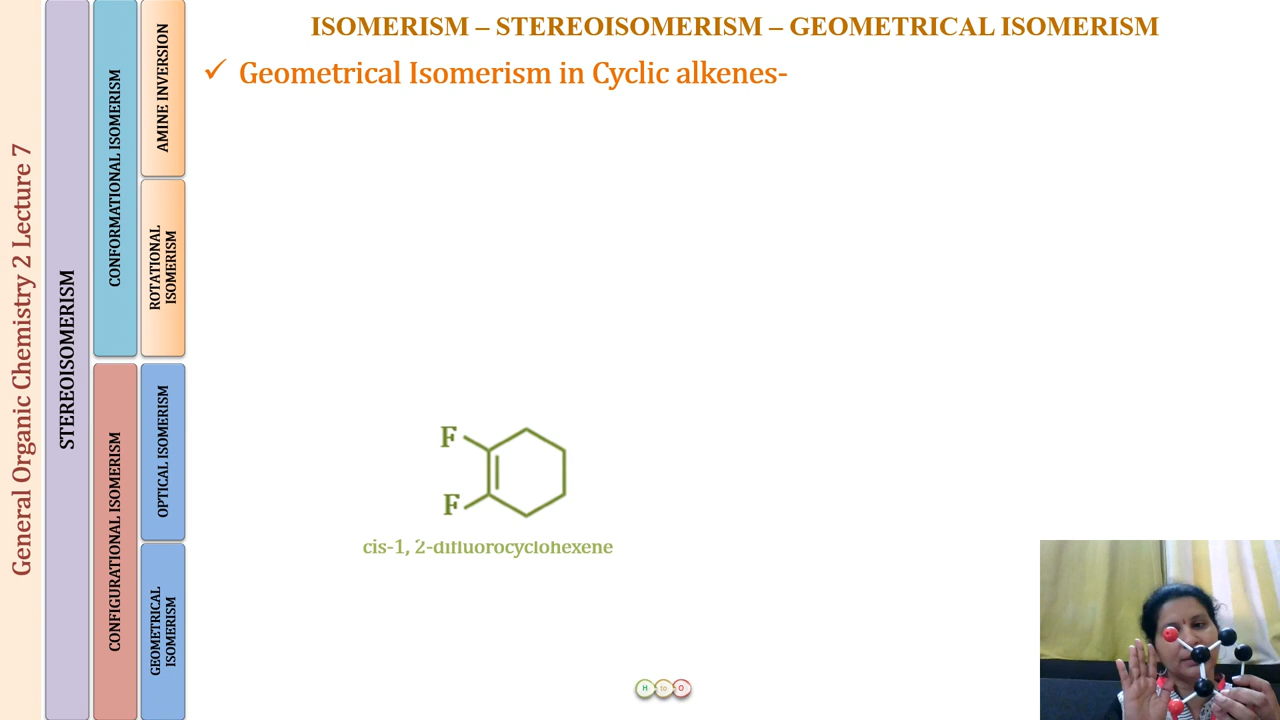 ISOMERISM – STEREOISOMERISM – GEOMETRICAL ISOMERISM
✓ Geometrical Isomerism in Cyclic alkenes-
General Organic Chemistry 2 Lecture 7
STEREOISOMERISM
CONFORMATIONAL ISOMERISM
CONFIGURATIONAL ISOMERISM
AMINE INVERSION
ROTATIONAL
ISOMERISM
OPTICAL ISOMERISM
GEOMETRICAL
ISOMERISM
F
F
cis-1, 2-difluorocyclohexene
H to O